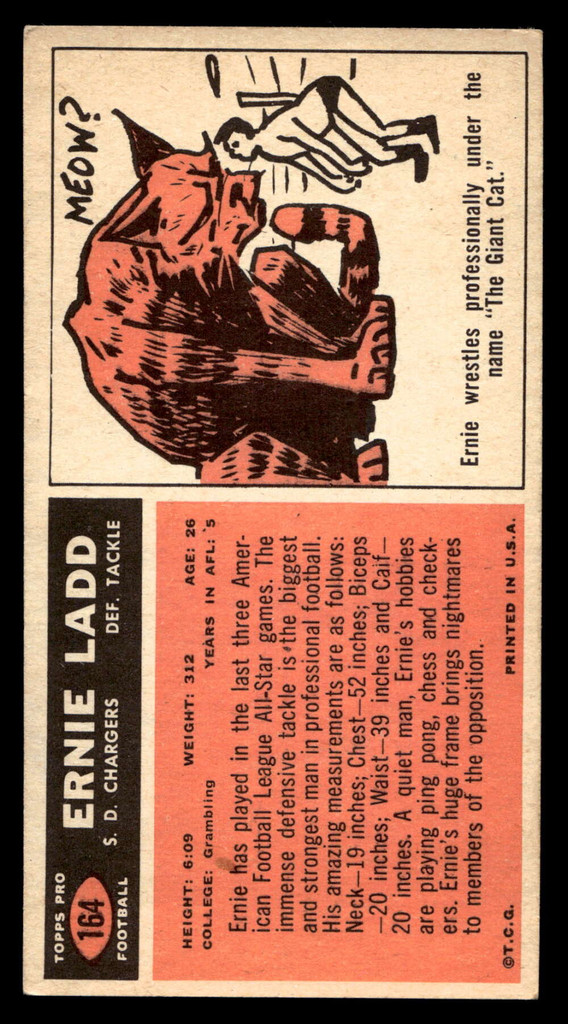 TOPPS PRO
164
FOOTBALL
ERNIE LADD
S. D. CHARGERS DEF. TACKLE
HEIGHT: 6:09 WEIGHT: 312 AGE: 26
COLLEGE: Grambling YEARS IN AFL: 5
Ernie has played in the last three Amer-
ican Football League All-Star games. The
immense defensive tackle is the biggest
and strongest man in professional football.
His amazing measurements are as follows:
Neck—19 inches; Chest—52 inches; Biceps
—20 inches; Waist—39 inches and Calf—
20 inches. A quiet man, Ernie's hobbies
are playing ping pong, chess and check-
ers. Ernie's huge frame brings nightmares
to members of the opposition.
©T.C.G. PRINTED IN U.S.A.
MEOW?
Ernie wrestles professionally under the
name "The Giant Cat."